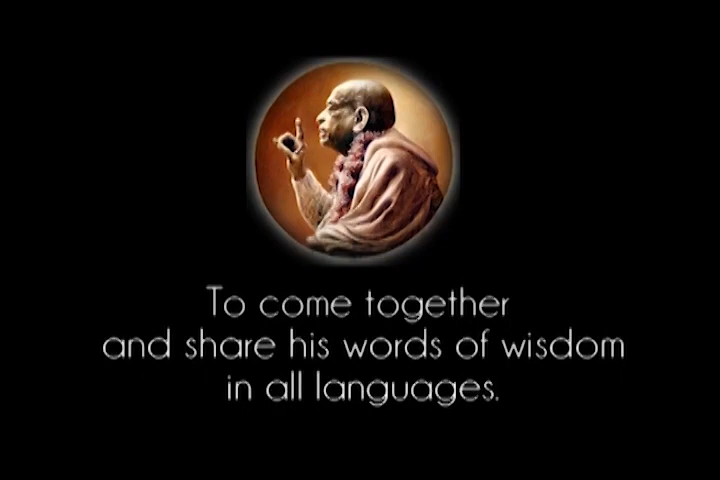 To come together
and share his words of wisdom
in all languages.